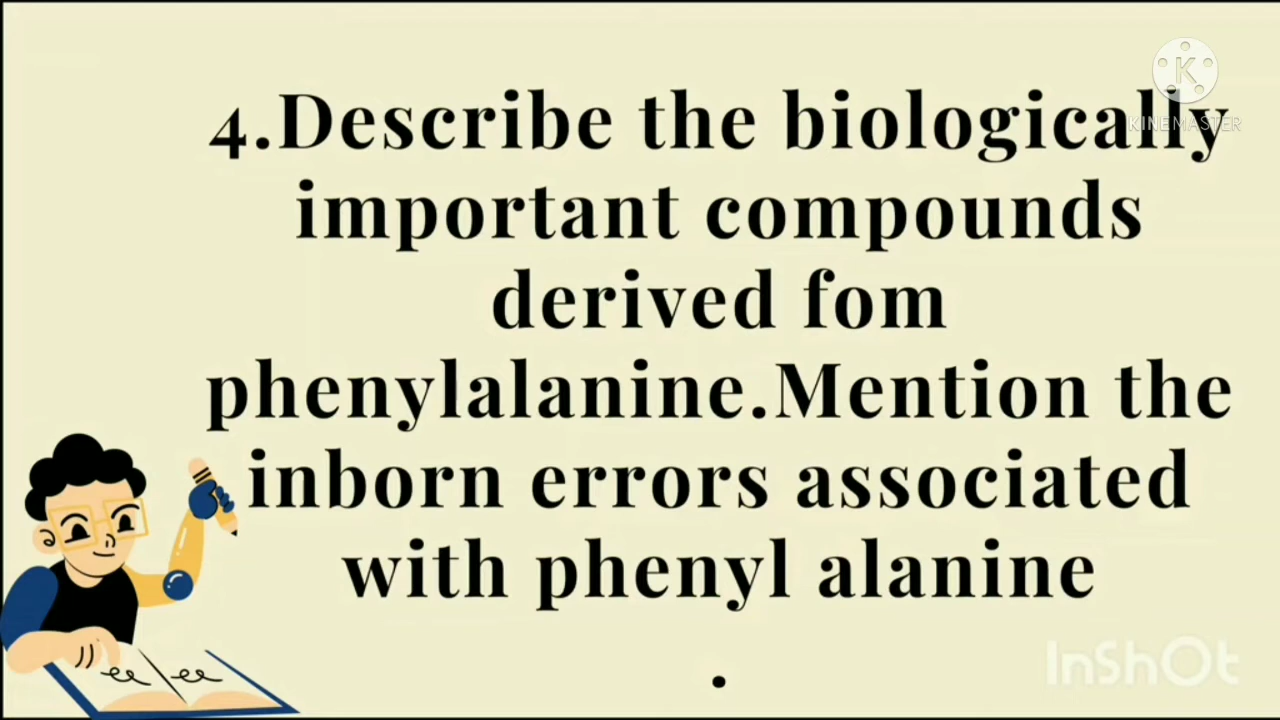 4.Describe the biologically
important compounds
derived fom
phenylalanine.Mention the
inborn errors associated
with phenyl alanine
.
K
KINEMASTER
InShOt